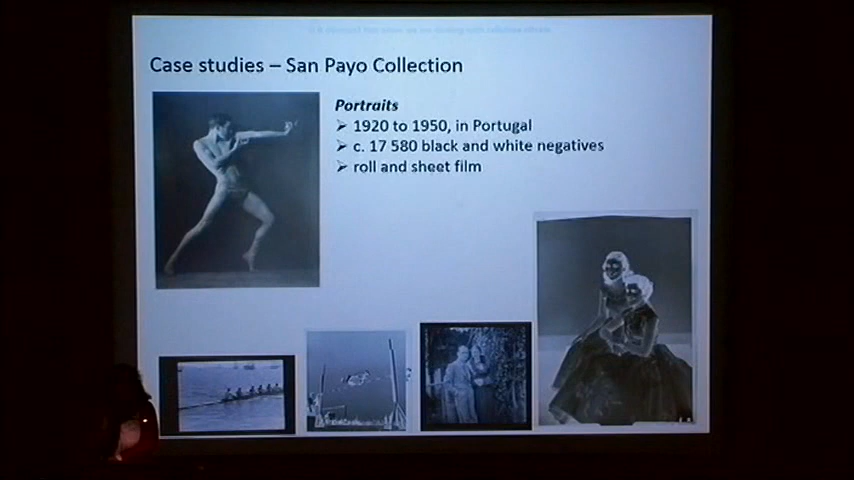 Case studies – San Payo Collection
Portraits
➢ 1920 to 1950, in Portugal
➢ c. 17 580 black and white negatives
➢ roll and sheet film